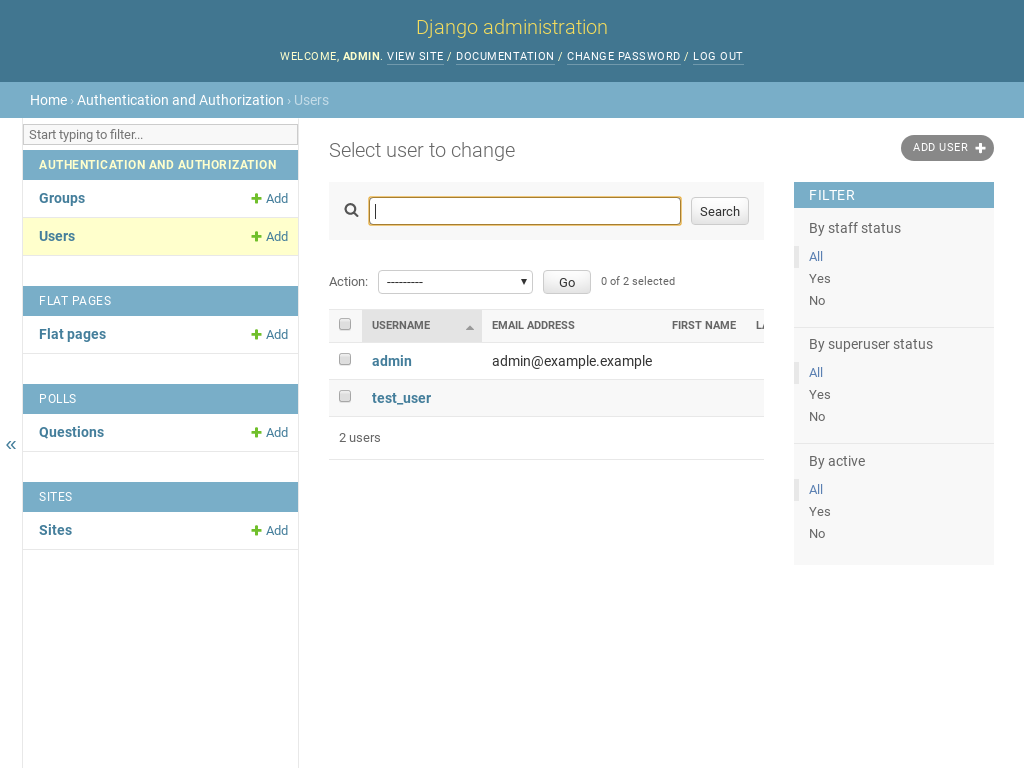 Django administration
WELCOME, ADMIN. VIEW SITE / DOCUMENTATION / CHANGE PASSWORD / LOG OUT
Home › Authentication and Authorization › Users
Start typing to filter...
AUTHENTICATION AND AUTHORIZATION
Groups + Add
Users + Add
FLAT PAGES
Flat pages + Add
POLLS
Questions + Add
SITES
Sites + Add
«
Select user to change
ADD USER +
Search
Action: --------- Go 0 of 2 selected
USERNAME EMAIL ADDRESS FIRST NAME
admin admin@example.example
test_user
2 users
FILTER
By staff status
All
Yes
No
By superuser status
All
Yes
No
By active
All
Yes
No